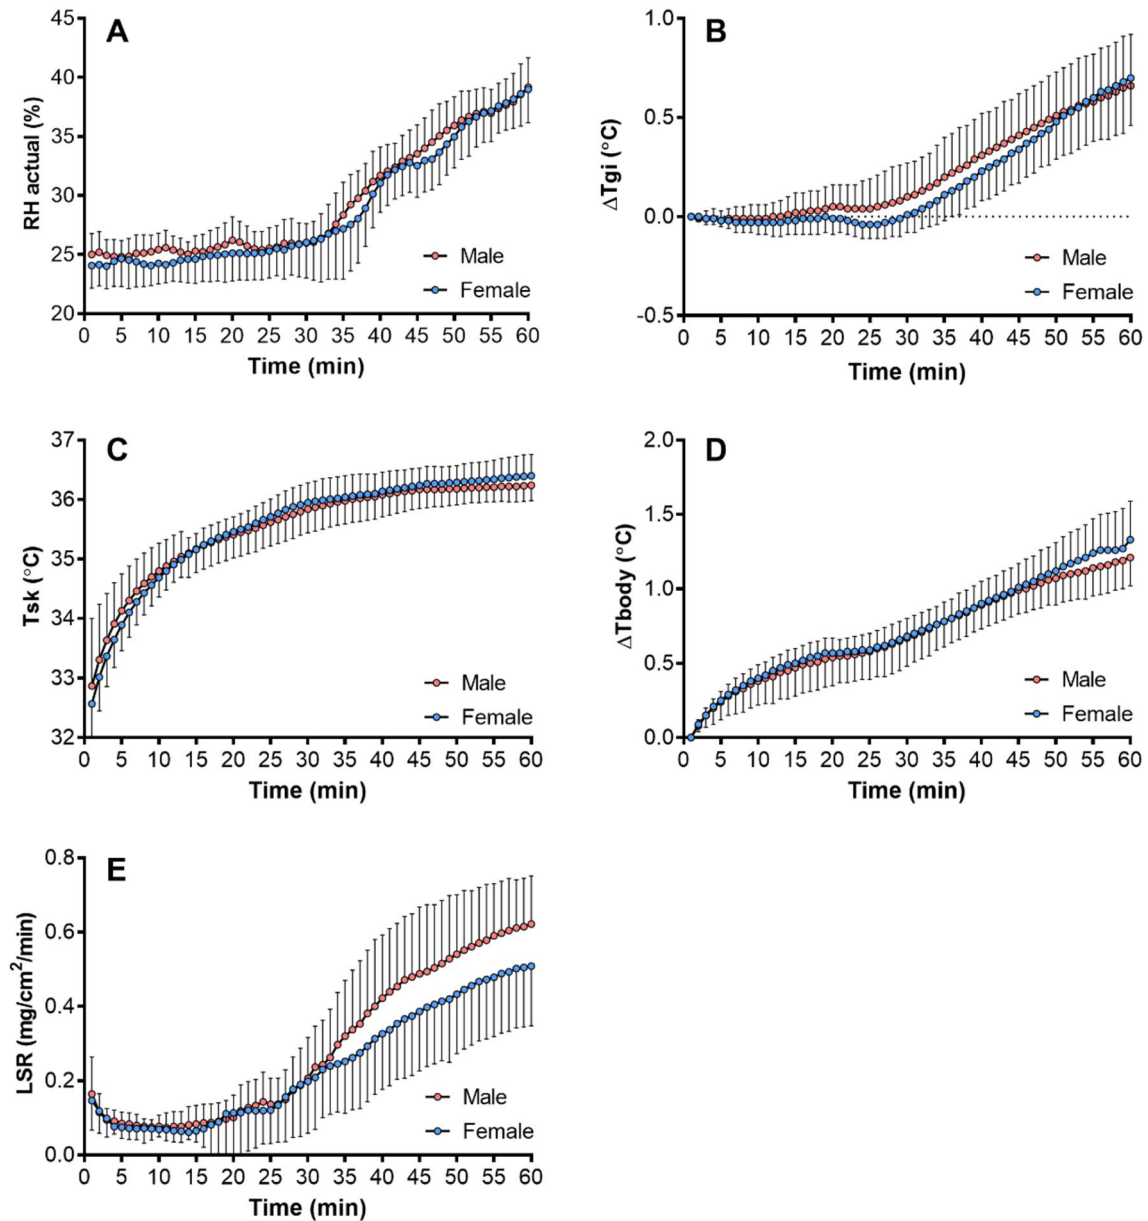 A
RH actual (%)
45
40
35
30
25
20
Male
Female
0 5 10 15 20 25 30 35 40 45 50 55 60
Time (min)
B
ΔTgi (°C)
1.0
0.5
0.0
-0.5
Male
Female
0 5 10 15 20 25 30 35 40 45 50 55 60
Time (min)
C
Tsk (°C)
37
36
35
34
33
32
Male
Female
0 5 10 15 20 25 30 35 40 45 50 55 60
Time (min)
D
ΔTbody (°C)
2.0
1.5
1.0
0.5
0.0
Male
Female
0 5 10 15 20 25 30 35 40 45 50 55 60
Time (min)
E
LSR (mg/cm²/min)
0.8
0.6
0.4
0.2
0.0
Male
Female
0 5 10 15 20 25 30 35 40 45 50 55 60
Time (min)